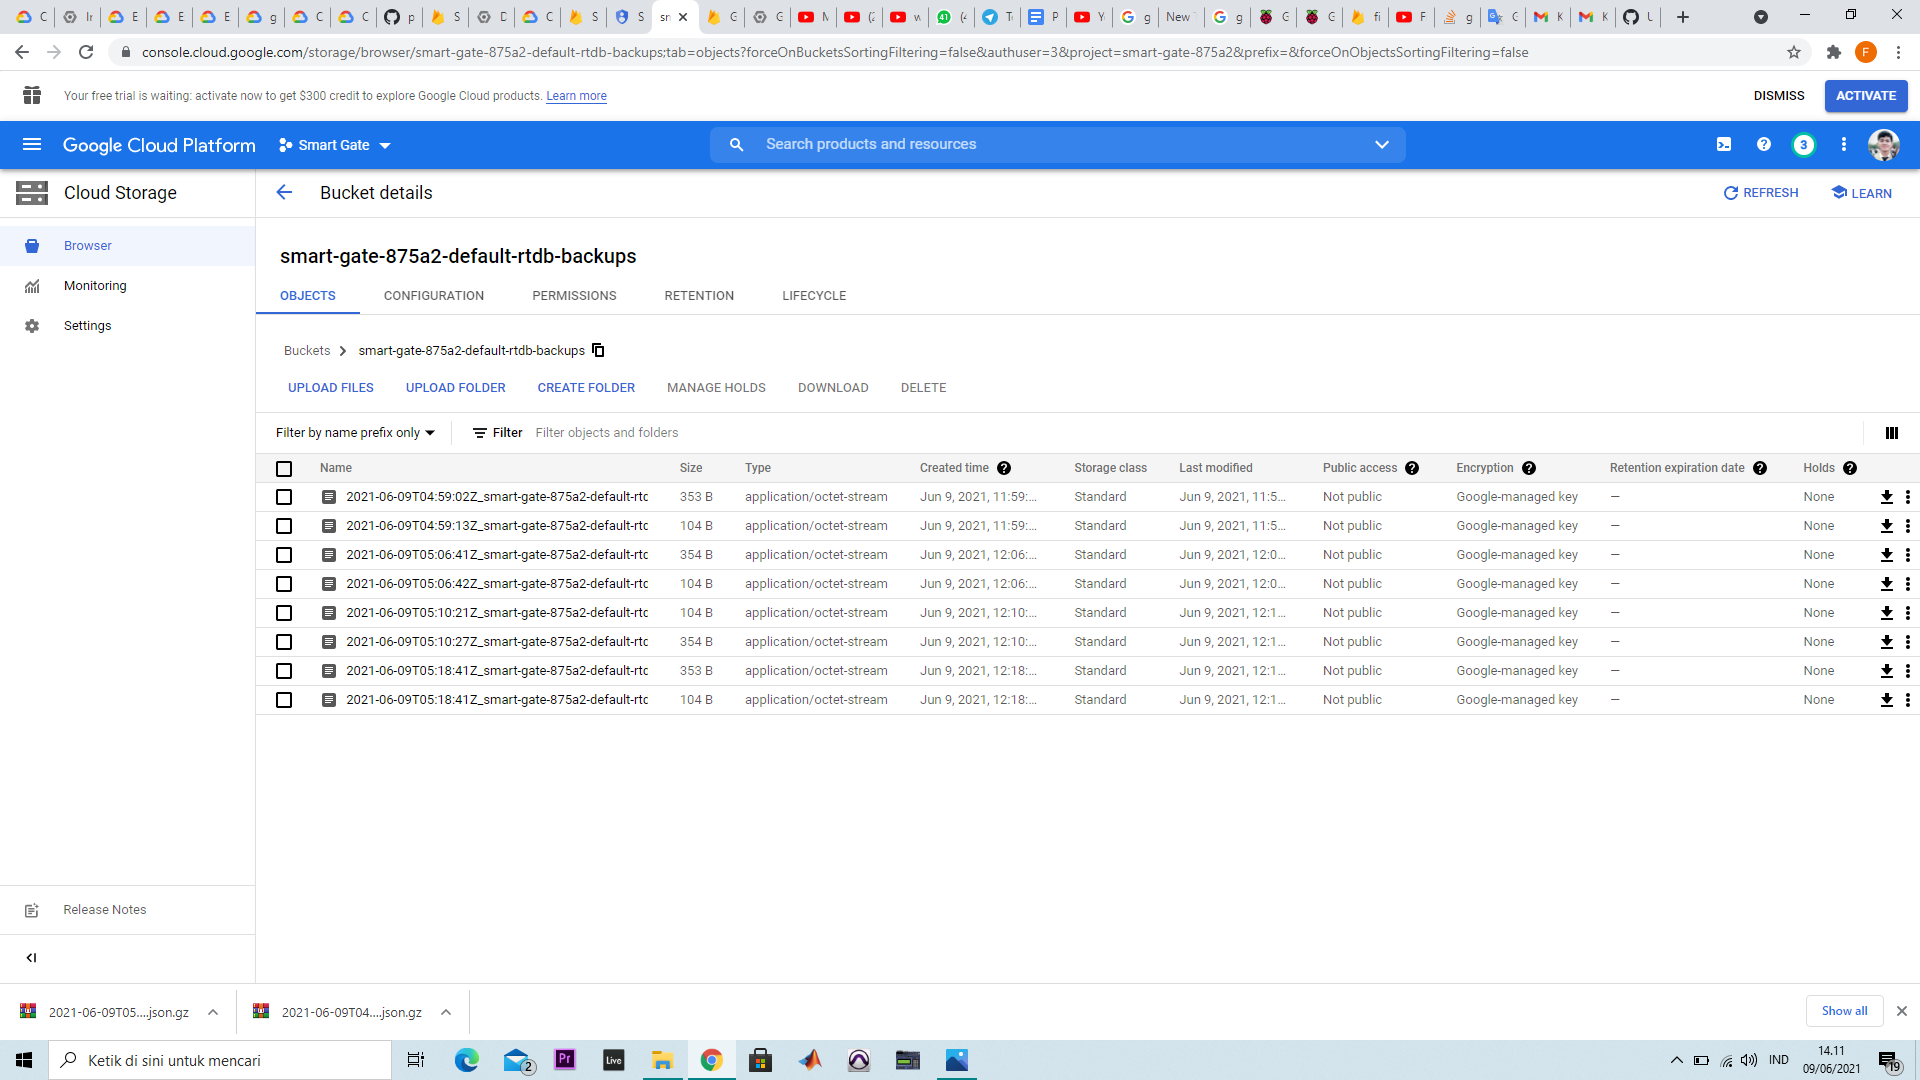 console.cloud.google.com/storage/browser/smart-gate-875a2-default-rtdb-backups;tab=objects?forceOnBucketsSortingFiltering=false&authuser=3&project=smart-gate-875a2&prefix=&forceOnObjectsSortingFiltering=false
F
Your free trial is waiting: activate now to get $300 credit to explore Google Cloud products. Learn more
DISMISS
ACTIVATE
Google Cloud Platform
Smart Gate
Search products and resources
3
Cloud Storage
Bucket details
REFRESH
LEARN
Browser
Monitoring
Settings
smart-gate-875a2-default-rtdb-backups
OBJECTS CONFIGURATION PERMISSIONS RETENTION LIFECYCLE
Buckets smart-gate-875a2-default-rtdb-backups
UPLOAD FILES UPLOAD FOLDER CREATE FOLDER MANAGE HOLDS DOWNLOAD DELETE
Filter by name prefix only Filter Filter objects and folders
Name Size Type Created time Storage class Last modified Public access Encryption Retention expiration date Holds
2021-06-09T04:59:02Z_smart-gate-875a2-default-rtd 353 B application/octet-stream Jun 9, 2021, 11:59:... Standard Jun 9, 2021, 11:5... Not public Google-managed key — None
2021-06-09T04:59:13Z_smart-gate-875a2-default-rtd 104 B application/octet-stream Jun 9, 2021, 11:59:... Standard Jun 9, 2021, 11:5... Not public Google-managed key — None
2021-06-09T05:06:41Z_smart-gate-875a2-default-rtd 354 B application/octet-stream Jun 9, 2021, 12:06:... Standard Jun 9, 2021, 12:0... Not public Google-managed key — None
2021-06-09T05:06:42Z_smart-gate-875a2-default-rtd 104 B application/octet-stream Jun 9, 2021, 12:06:... Standard Jun 9, 2021, 12:0... Not public Google-managed key — None
2021-06-09T05:10:21Z_smart-gate-875a2-default-rtd 104 B application/octet-stream Jun 9, 2021, 12:10:... Standard Jun 9, 2021, 12:1... Not public Google-managed key — None
2021-06-09T05:10:27Z_smart-gate-875a2-default-rtd 354 B application/octet-stream Jun 9, 2021, 12:10:... Standard Jun 9, 2021, 12:1... Not public Google-managed key — None
2021-06-09T05:18:41Z_smart-gate-875a2-default-rtd 353 B application/octet-stream Jun 9, 2021, 12:18:... Standard Jun 9, 2021, 12:1... Not public Google-managed key — None
2021-06-09T05:18:41Z_smart-gate-875a2-default-rtd 104 B application/octet-stream Jun 9, 2021, 12:18:... Standard Jun 9, 2021, 12:1... Not public Google-managed key — None
Release Notes
2021-06-09T05....json.gz
2021-06-09T04....json.gz
Show all
Ketik di sini untuk mencari
2
Pr
Live
IND
14.11
09/06/2021
19